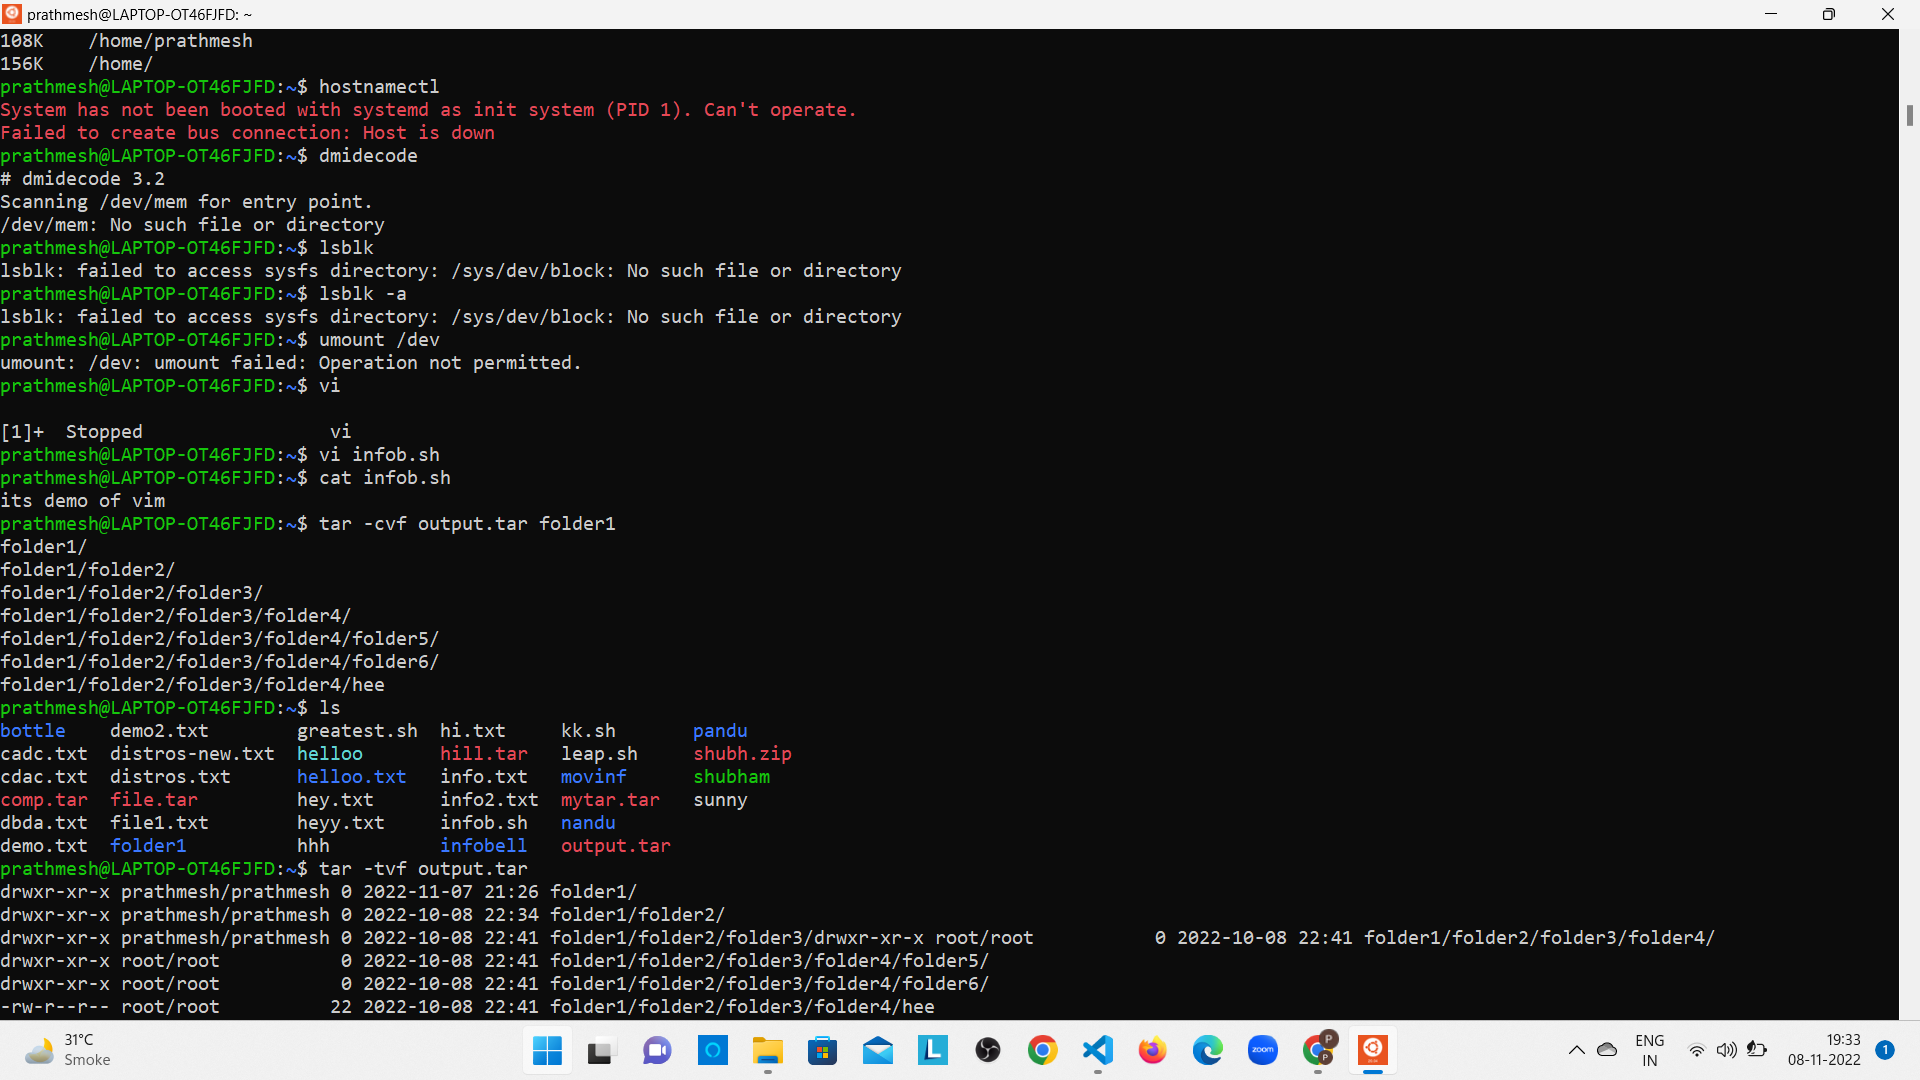 prathmesh@LAPTOP-OT46FJFD: ~
108K    /home/prathmesh
156K    /home/
prathmesh@LAPTOP-OT46FJFD:~$ hostnamectl
System has not been booted with systemd as init system (PID 1). Can't operate.
Failed to create bus connection: Host is down
prathmesh@LAPTOP-OT46FJFD:~$ dmidecode
# dmidecode 3.2
Scanning /dev/mem for entry point.
/dev/mem: No such file or directory
prathmesh@LAPTOP-OT46FJFD:~$ lsblk
lsblk: failed to access sysfs directory: /sys/dev/block: No such file or directory
prathmesh@LAPTOP-OT46FJFD:~$ lsblk -a
lsblk: failed to access sysfs directory: /sys/dev/block: No such file or directory
prathmesh@LAPTOP-OT46FJFD:~$ umount /dev
umount: /dev: umount failed: Operation not permitted.
prathmesh@LAPTOP-OT46FJFD:~$ vi
[1]+  Stopped                 vi
prathmesh@LAPTOP-OT46FJFD:~$ vi infob.sh
prathmesh@LAPTOP-OT46FJFD:~$ cat infob.sh
its demo of vim
prathmesh@LAPTOP-OT46FJFD:~$ tar -cvf output.tar folder1
folder1/
folder1/folder2/
folder1/folder2/folder3/
folder1/folder2/folder3/folder4/
folder1/folder2/folder3/folder4/folder5/
folder1/folder2/folder3/folder4/folder6/
folder1/folder2/folder3/folder4/hee
prathmesh@LAPTOP-OT46FJFD:~$ ls
bottle    demo2.txt        greatest.sh  hi.txt     kk.sh       pandu
cadc.txt  distros-new.txt  helloo       hill.tar   leap.sh     shubh.zip
cdac.txt  distros.txt      helloo.txt   info.txt   movinf      shubham
comp.tar  file.tar         hey.txt      info2.txt  mytar.tar   sunny
dbda.txt  file1.txt        heyy.txt     infob.sh   nandu
demo.txt  folder1          hhh          infobell   output.tar
prathmesh@LAPTOP-OT46FJFD:~$ tar -tvf output.tar
drwxr-xr-x prathmesh/prathmesh 0 2022-11-07 21:26 folder1/
drwxr-xr-x prathmesh/prathmesh 0 2022-10-08 22:34 folder1/folder2/
drwxr-xr-x prathmesh/prathmesh 0 2022-10-08 22:41 folder1/folder2/folder3/drwxr-xr-x root/root           0 2022-10-08 22:41 folder1/folder2/folder3/folder4/
drwxr-xr-x root/root           0 2022-10-08 22:41 folder1/folder2/folder3/folder4/folder5/
drwxr-xr-x root/root           0 2022-10-08 22:41 folder1/folder2/folder3/folder4/folder6/
-rw-r--r-- root/root          22 2022-10-08 22:41 folder1/folder2/folder3/folder4/hee
31°C
Smoke
L
zoom
P
P
ENG
IN
19:33
08-11-2022
1